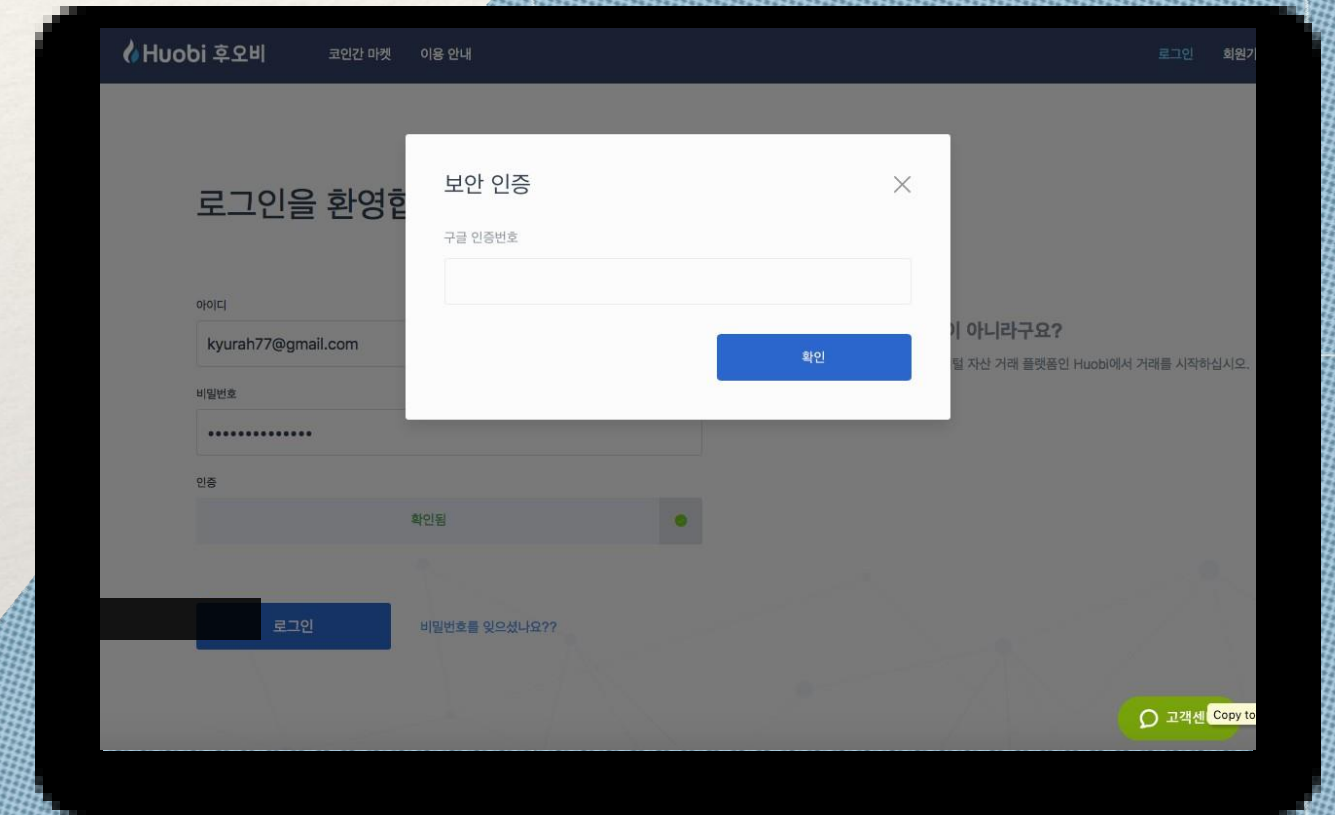 Huobi 후오비
코인간 마켓
이용 안내
로그인
회원
로그인을 환영
보안 인증
구글 인증번호
확인
아이디
kyurah77@gmail.com
아니라구요?
자산 거래 플랫폼인 Huobi에서 거래를 시작하십시오.
비밀번호
••••••••••••••
인증
확인됨
로그인
비밀번호를 잊으셨나요??
고객센
Copy to